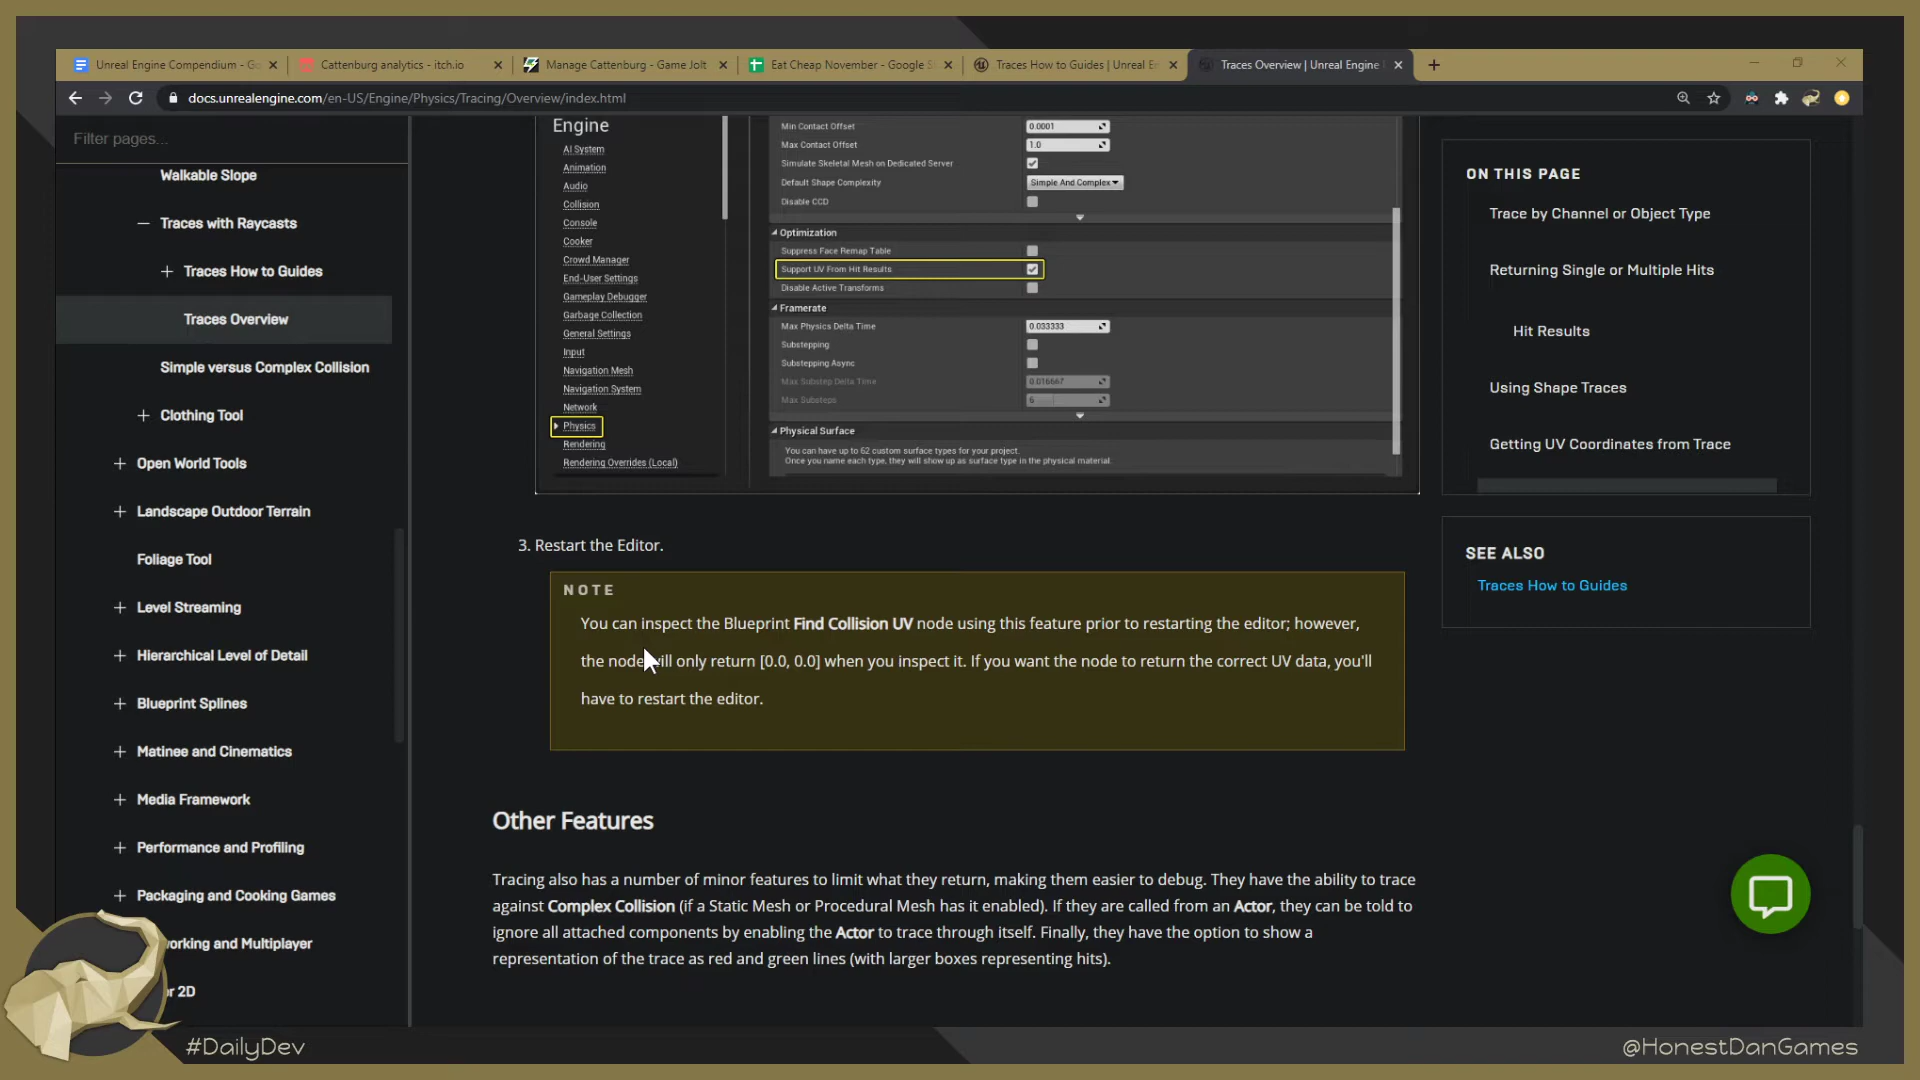 Unreal Engine Compendium - Go
Cattenburg analytics - itch.io
Manage Cattenburg - Game Jolt
Eat Cheap November - Google S
Traces How to Guides | Unreal E
Traces Overview | Unreal Engine
docs.unrealengine.com/en-US/Engine/Physics/Tracing/Overview/index.html
Filter pages...
Walkable Slope
Traces with Raycasts
Traces How to Guides
Traces Overview
Simple versus Complex Collision
Clothing Tool
Open World Tools
Landscape Outdoor Terrain
Foliage Tool
Level Streaming
Hierarchical Level of Detail
Blueprint Splines
Matinee and Cinematics
Media Framework
Performance and Profiling
Packaging and Cooking Games
orking and Multiplayer
r 2D
Engine
AI System
Animation
Audio
Collision
Console
Cooker
Crowd Manager
End-User Settings
Gameplay Debugger
Garbage Collection
General Settings
Input
Navigation Mesh
Navigation System
Network
Physics
Rendering
Rendering Overrides (Local)
Min Contact Offset 0.0001
Max Contact Offset 1.0
Simulate Skeletal Mesh on Dedicated Server
Default Shape Complexity Simple And Complex
Disable CCD
Optimization
Suppress Face Remap Table
Support UV From Hit Results
Disable Active Transforms
Framerate
Max Physics Delta Time 0.033333
Substepping
Substepping Async
Max Substep Delta Time 0.016667
Max Substeps 6
Physical Surface
You can have up to 62 custom surface types for your project.
Once you name each type, they will show up as surface type in the physical material.
3. Restart the Editor.
NOTE
You can inspect the Blueprint Find Collision UV node using this feature prior to restarting the editor; however,
the node will only return [0.0, 0.0] when you inspect it. If you want the node to return the correct UV data, you'll
have to restart the editor.
Other Features
Tracing also has a number of minor features to limit what they return, making them easier to debug. They have the ability to trace
against Complex Collision (if a Static Mesh or Procedural Mesh has it enabled). If they are called from an Actor, they can be told to
ignore all attached components by enabling the Actor to trace through itself. Finally, they have the option to show a
representation of the trace as red and green lines (with larger boxes representing hits).
ON THIS PAGE
Trace by Channel or Object Type
Returning Single or Multiple Hits
Hit Results
Using Shape Traces
Getting UV Coordinates from Trace
SEE ALSO
Traces How to Guides
#DailyDev
@HonestDanGames